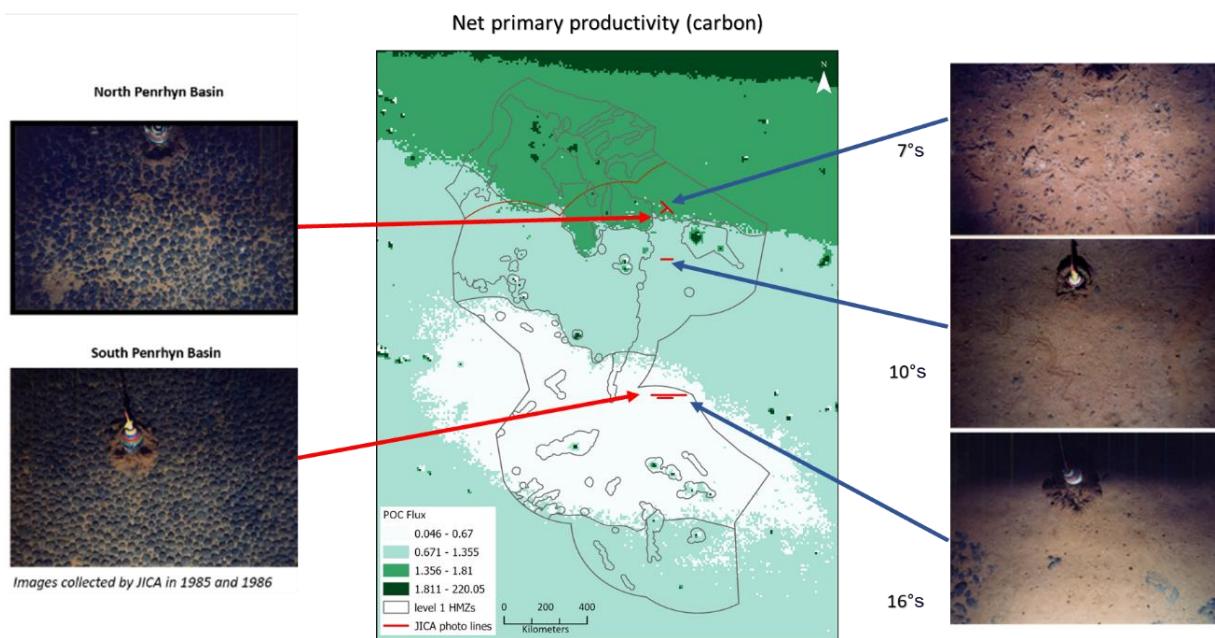 Net primary productivity (carbon)
North Penrhyn Basin
South Penrhyn Basin
Images collected by JICA in 1985 and 1986
N
POC Flux
0.046 - 0.67
0.671 - 1.355
1.356 - 1.81
1.811 - 220.05
level 1 HMZs
JICA photo lines
0 200 400
Kilometers
7°s
10°s
16°s